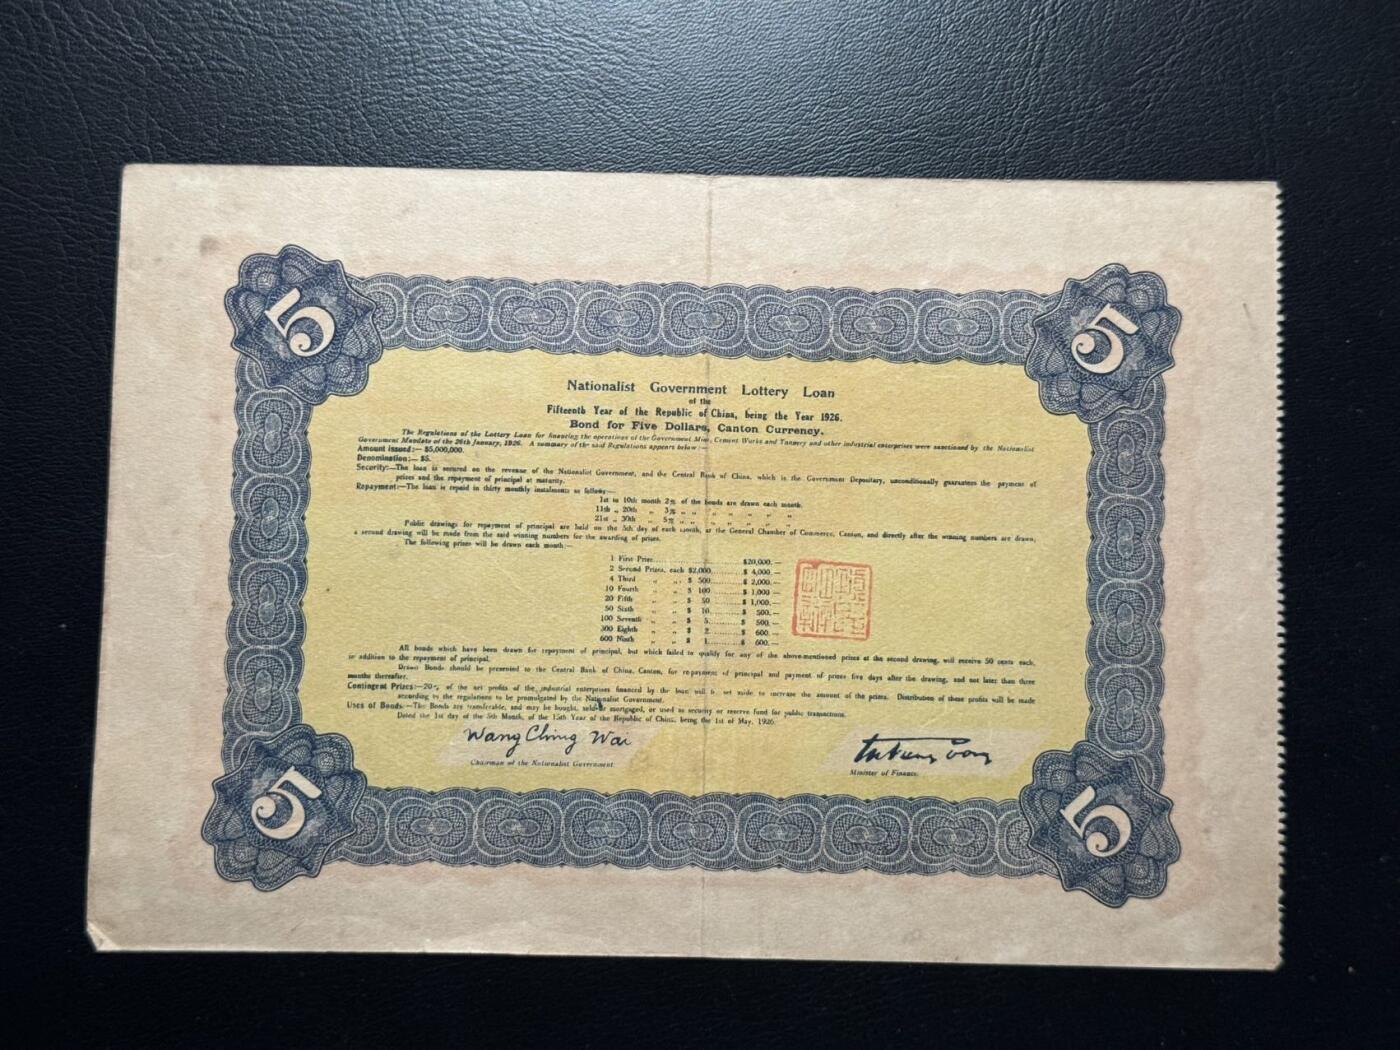 5
5
Nationalist Government Lottery Loan
of the
Fifteenth Year of the Republic of China, being the Year 1926.
Bond for Five Dollars, Canton Currency.
The Regulations of the Lottery Loan for financing the operations of the Government Mint, Cement Works and Tannery and other industrial enterprises were sanctioned by the Nationalist
Government Mandate of the 26th January, 1926. A summary of the said Regulations appears below:—
Amount issued:— $5,000,000.
Denomination:— $5.
Security:—The loan is secured on the revenue of the Nationalist Government, and the Central Bank of China, which is the Government Depositary, unconditionally guarantees the payment of
prizes and the repayment of principal at maturity.
Repayment:—The loan is repaid in thirty monthly instalments as follows:—
1st to 10th month 2% of the bonds are drawn each month.
11th „ 20th „ 3% „ „ „ „ „ „ „
21st „ 30th „ 5% „ „ „ „ „ „ „
Public drawings for repayment of principal are held on the 5th day of each month, at the General Chamber of Commerce, Canton, and directly after the winning numbers are drawn,
a second drawing will be made from the said winning numbers for the awarding of prizes.
The following prizes will be drawn each month:—
1 First Prize..................$20,000.—
2 Second Prizes, each $2,000........$ 4,000.—
4 Third „ „ $ 500........$ 2,000.—
10 Fourth „ „ $ 100........$ 1,000 —
20 Fifth „ „ $ 50........$ 1,000.—
50 Sixth „ „ $ 10........$ 500.—
100 Seventh „ „ $ 5........$ 500.—
300 Eighth „ „ $ 2........$ 600.—
600 Ninth „ „ $ 1........$ 600.—
All bonds which have been drawn for repayment of principal, but which failed to qualify for any of the above-mentioned prizes at the second drawing, will receive 50 cents each,
in addition to the repayment of principal.
Drawn Bonds should be presented to the Central Bank of China, Canton, for repayment of principal and payment of prizes five days after the drawing, and not later than three
months thereafter.
Contingent Prizes:—20% of the net profits of the industrial enterprises financed by the loan will be set aside to increase the amount of the prizes. Distribution of these profits will be made
according to the regulations to be promulgated by the Nationalist Government.
Uses of Bonds:—The Bonds are transferable, and may be bought, sold or mortgaged, or used as security or reserve fund for public transactions.
Dated the 1st day of the 5th Month, of the 15th Year of the Republic of China, being the 1st of May, 1926.
Wang Ching Wai
Chairman of the Nationalist Government.
Minister of Finance.
5
5